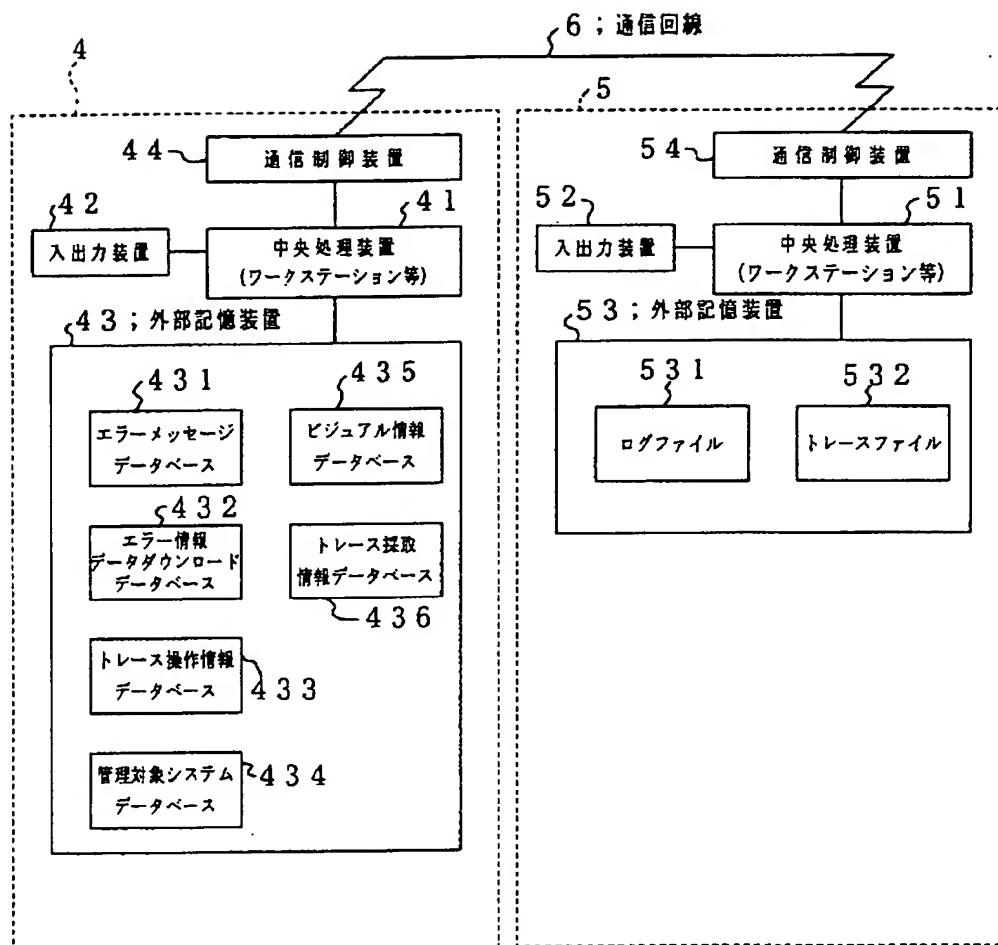 6；通信回線
4
5
44
通信制御装置
54
通信制御装置
42
41
入出力装置
中央処理装置
(ワークステーション等)
52
51
入出力装置
中央処理装置
(ワークステーション等)
43；外部記憶装置
53；外部記憶装置
431
エラーメッセージ
データベース
435
ビジュアル情報
データベース
531
ログファイル
532
トレースファイル
432
エラー情報
データダウンロード
データベース
トレース採取
情報データベース
436
トレース操作情報
データベース
433
管理対象システム
データベース
434